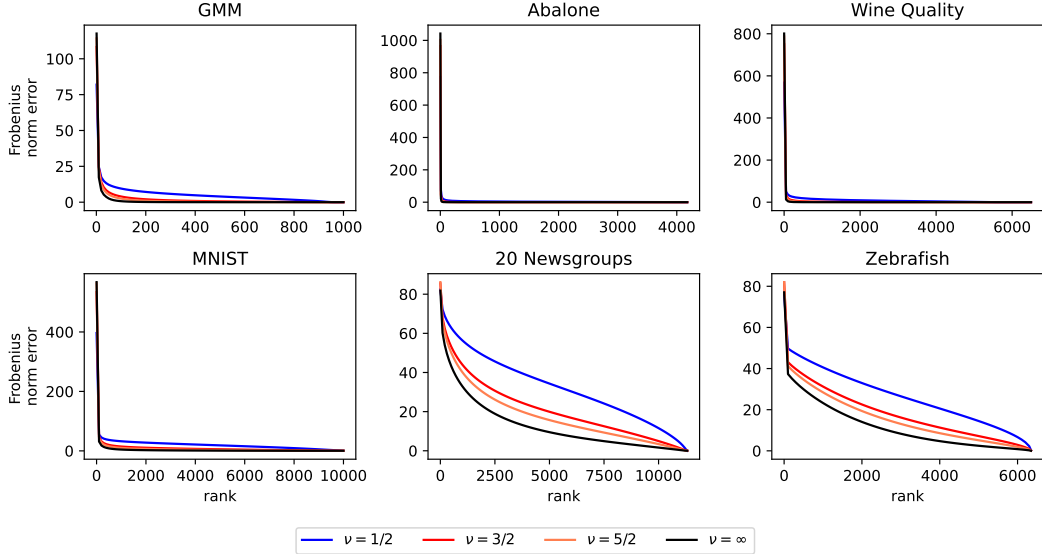 GMM Abalone Wine Quality
Frobenius
norm error
100
75
50
25
0
0 200 400 600 800 1000
1000
800
600
400
200
0
0 1000 2000 3000 4000
800
600
400
200
0
0 2000 4000 6000
MNIST 20 Newsgroups Zebrafish
Frobenius
norm error
400
200
0
0 2000 4000 6000 8000 10000
rank
80
60
40
20
0
0 2500 5000 7500 10000
rank
80
60
40
20
0
0 2000 4000 6000
rank
ν = 1/2 ν = 3/2 ν = 5/2 ν = ∞